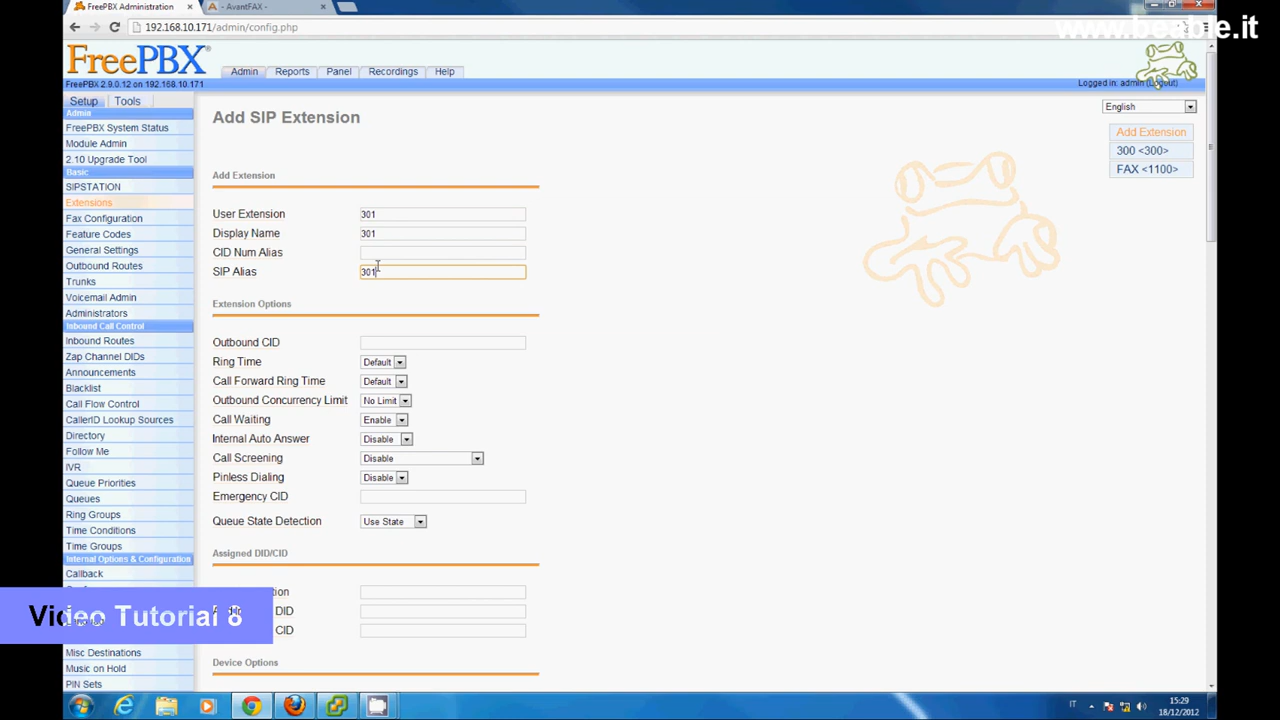 FreePBX Administration
- AvantFAX -
192.168.10.171/admin/config.php
www.beable.it
FreePBX
Admin Reports Panel Recordings Help
FreePBX 2.9.0.12 on 192.168.10.171
Logged in: admin (Logout)
Setup Tools
English
Admin
FreePBX System Status
Module Admin
2.10 Upgrade Tool
Basic
SIPSTATION
Extensions
Fax Configuration
Feature Codes
General Settings
Outbound Routes
Trunks
Voicemail Admin
Administrators
Inbound Call Control
Inbound Routes
Zap Channel DIDs
Announcements
Blacklist
Call Flow Control
CallerID Lookup Sources
Directory
Follow Me
IVR
Queue Priorities
Queues
Ring Groups
Time Conditions
Time Groups
Internal Options & Configuration
Callback
Misc Destinations
Music on Hold
PIN Sets
Add SIP Extension
Add Extension
User Extension 301
Display Name 301
CID Num Alias
SIP Alias 301
Extension Options
Outbound CID
Ring Time Default
Call Forward Ring Time Default
Outbound Concurrency Limit No Limit
Call Waiting Enable
Internal Auto Answer Disable
Call Screening Disable
Pinless Dialing Disable
Emergency CID
Queue State Detection Use State
Assigned DID/CID
DID
CID
Device Options
Add Extension
300 <300>
FAX <1100>
Video Tutorial 8
IT
15:29
18/12/2012